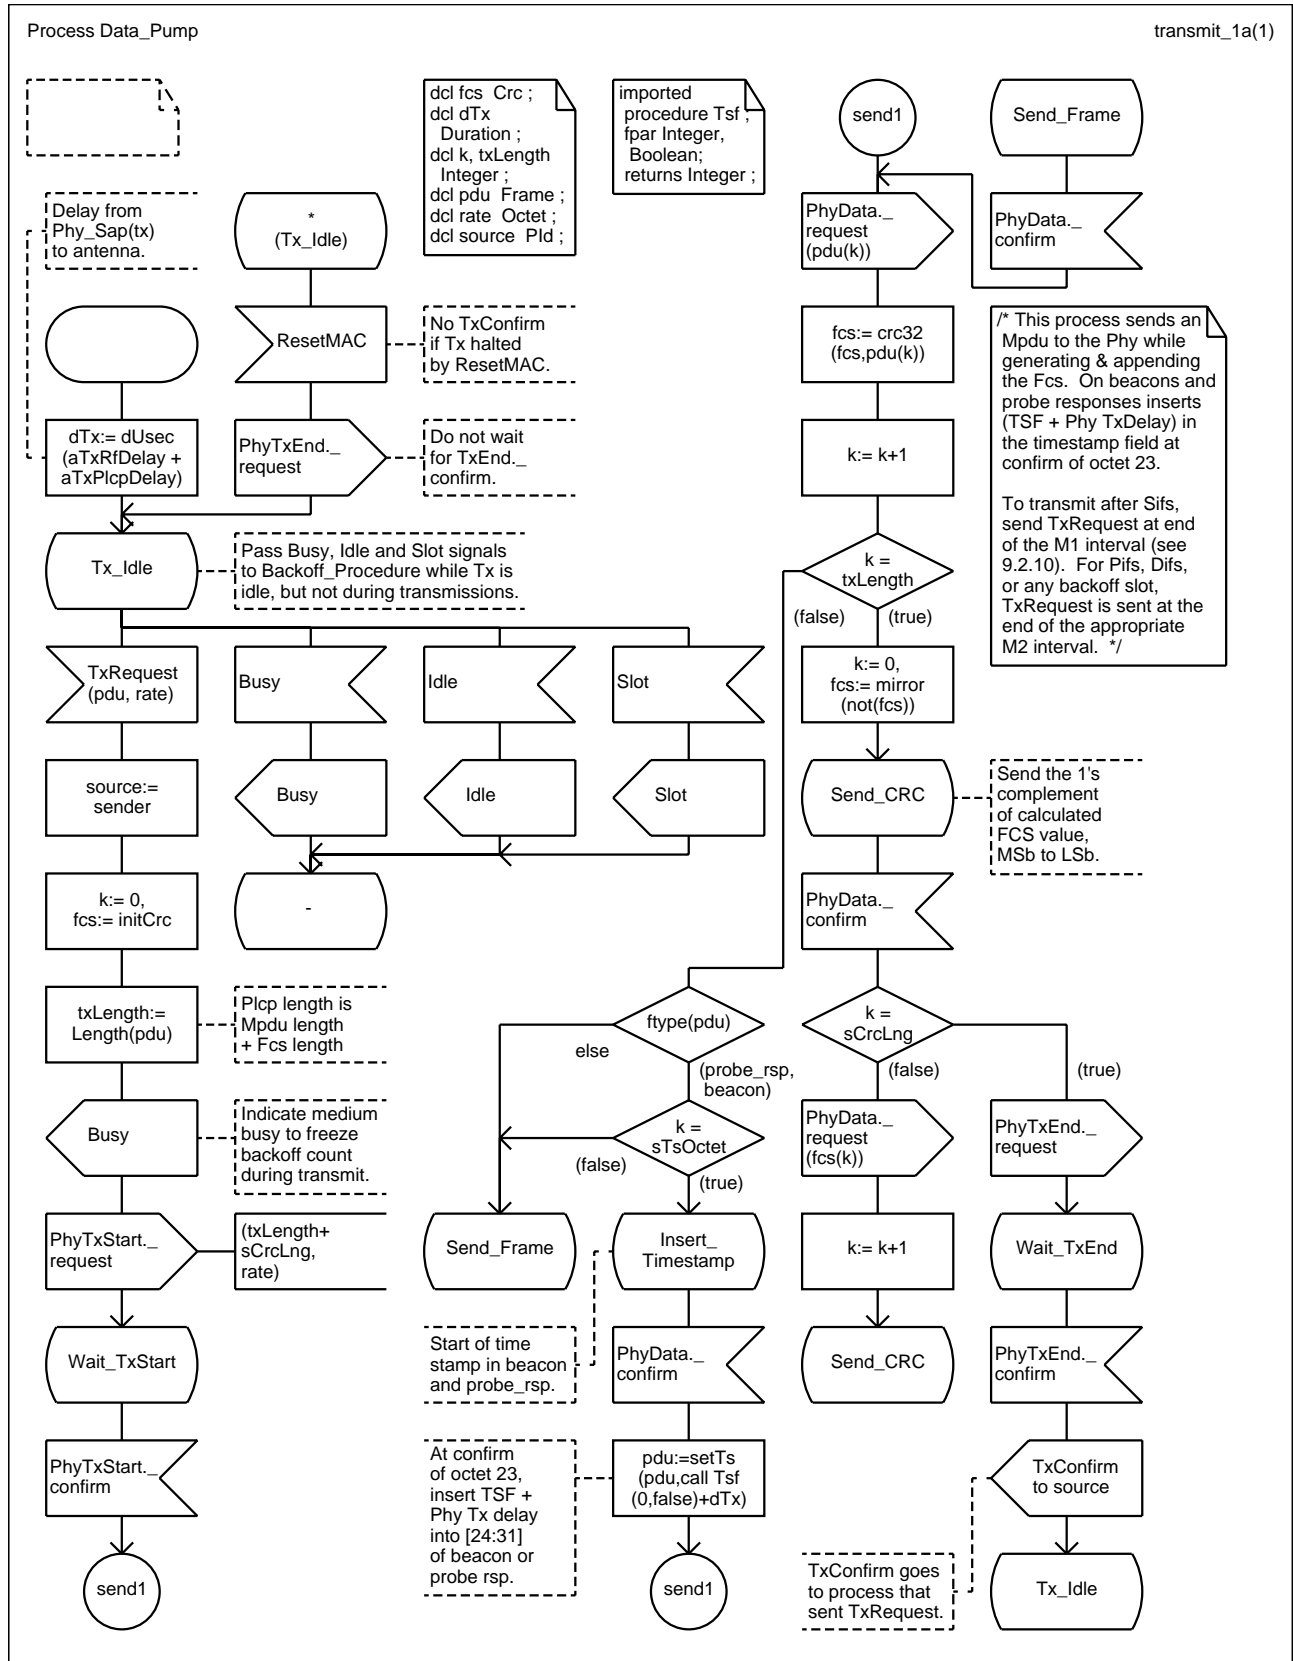 Process Data_Pump
transmit_1a(1)
dcl fcs Crc ;
dcl dTx
Duration ;
dcl k, txLength
Integer ;
dcl pdu Frame ;
dcl rate Octet ;
dcl source PId ;
imported
procedure Tsf ;
fpar Integer,
Boolean;
returns Integer ;
send1
Send_Frame
Delay from
Phy_Sap(tx)
to antenna.
*
(Tx_Idle)
PhyData._
request
(pdu(k))
PhyData._
confirm
ResetMAC
No TxConfirm
if Tx halted
by ResetMAC.
fcs:= crc32
(fcs,pdu(k))
/* This process sends an
Mpdu to the Phy while
generating & appending
the Fcs. On beacons and
probe responses inserts
(TSF + Phy TxDelay) in
the timestamp field at
confirm of octet 23.
To transmit after Sifs,
send TxRequest at end
of the M1 interval (see
9.2.10). For Pifs, Difs,
or any backoff slot,
TxRequest is sent at the
end of the appropriate
M2 interval. */
dTx:= dUsec
(aTxRfDelay +
aTxPlcpDelay)
PhyTxEnd._
request
Do not wait
for TxEnd._
confirm.
k:= k+1
Tx_Idle
Pass Busy, Idle and Slot signals
to Backoff_Procedure while Tx is
idle, but not during transmissions.
k =
txLength
(false)
(true)
TxRequest
(pdu, rate)
Busy
Idle
Slot
k:= 0,
fcs:= mirror
(not(fcs))
source:=
sender
Busy
Idle
Slot
Send_CRC
Send the 1's
complement
of calculated
FCS value,
MSb to LSb.
k:= 0,
fcs:= initCrc
-
PhyData._
confirm
txLength:=
Length(pdu)
Plcp length is
Mpdu length
+ Fcs length
ftype(pdu)
else
(probe_rsp,
beacon)
k =
sCrcLng
(false)
(true)
Busy
Indicate medium
busy to freeze
backoff count
during transmit.
k =
sTsOctet
(false)
(true)
PhyData._
request
(fcs(k))
PhyTxEnd._
request
PhyTxStart._
request
(txLength+
sCrcLng,
rate)
Send_Frame
Insert_
Timestamp
k:= k+1
Wait_TxEnd
Wait_TxStart
Start of time
stamp in beacon
and probe_rsp.
PhyData._
confirm
Send_CRC
PhyTxEnd._
confirm
PhyTxStart._
confirm
At confirm
of octet 23,
insert TSF +
Phy Tx delay
into [24:31]
of beacon or
probe rsp.
pdu:=setTs
(pdu,call Tsf
(0,false)+dTx)
TxConfirm
to source
send1
send1
TxConfirm goes
to process that
sent TxRequest.
Tx_Idle